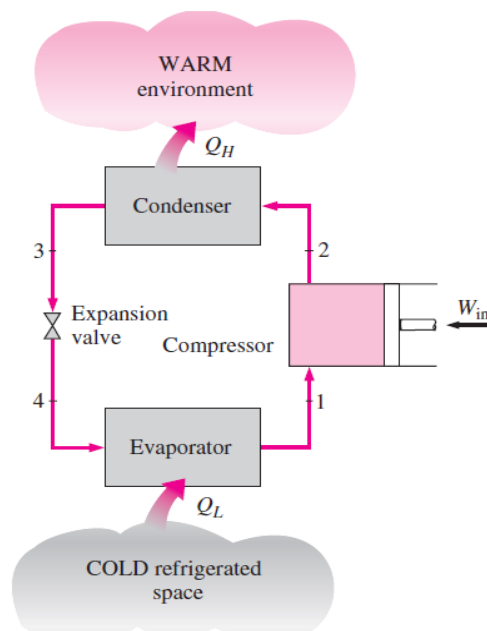 WARM
environment
Q_H
Condenser
3
2
Expansion
valve
Compressor
W_in
4
1
Evaporator
Q_L
COLD refrigerated
space